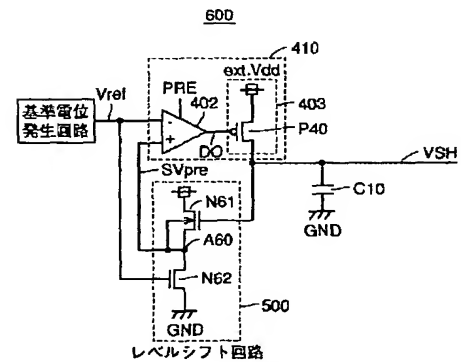 600
410
Vref
ext.Vdd
基準電位
発生回路
PRE
402
403
-
+
DO
P40
SVpre
VSH
N61
C10
GND
A60
N62
GND
500
レベルシフト回路